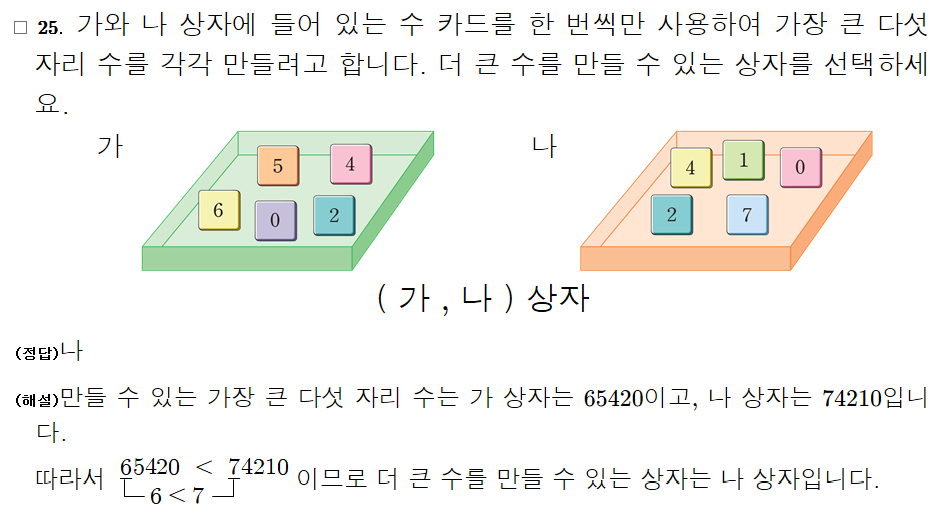 □ 25. 가와 나 상자에 들어 있는 수 카드를 한 번씩만 사용하여 가장 큰 다섯
자리 수를 각각 만들려고 합니다. 더 큰 수를 만들 수 있는 상자를 선택하세
요.
가 나
5 4
6 0 2
4 1 0
2 7
( 가 , 나 ) 상자
(정답)나
(해설)만들 수 있는 가장 큰 다섯 자리 수는 가 상자는 65420이고, 나 상자는 74210입니
다.
따라서 65420 < 74210 이므로 더 큰 수를 만들 수 있는 상자는 나 상자입니다.
6 < 7